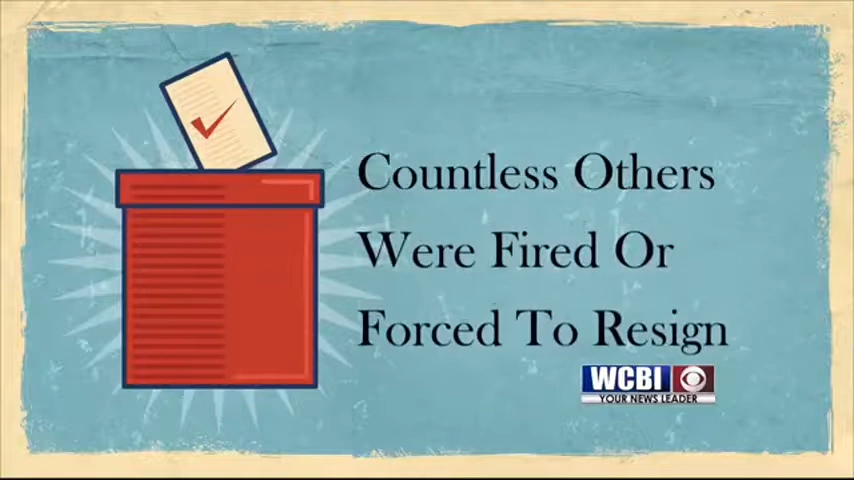 Countless Others
Were Fired Or
Forced To Resign
WCBI
YOUR NEWS LEADER